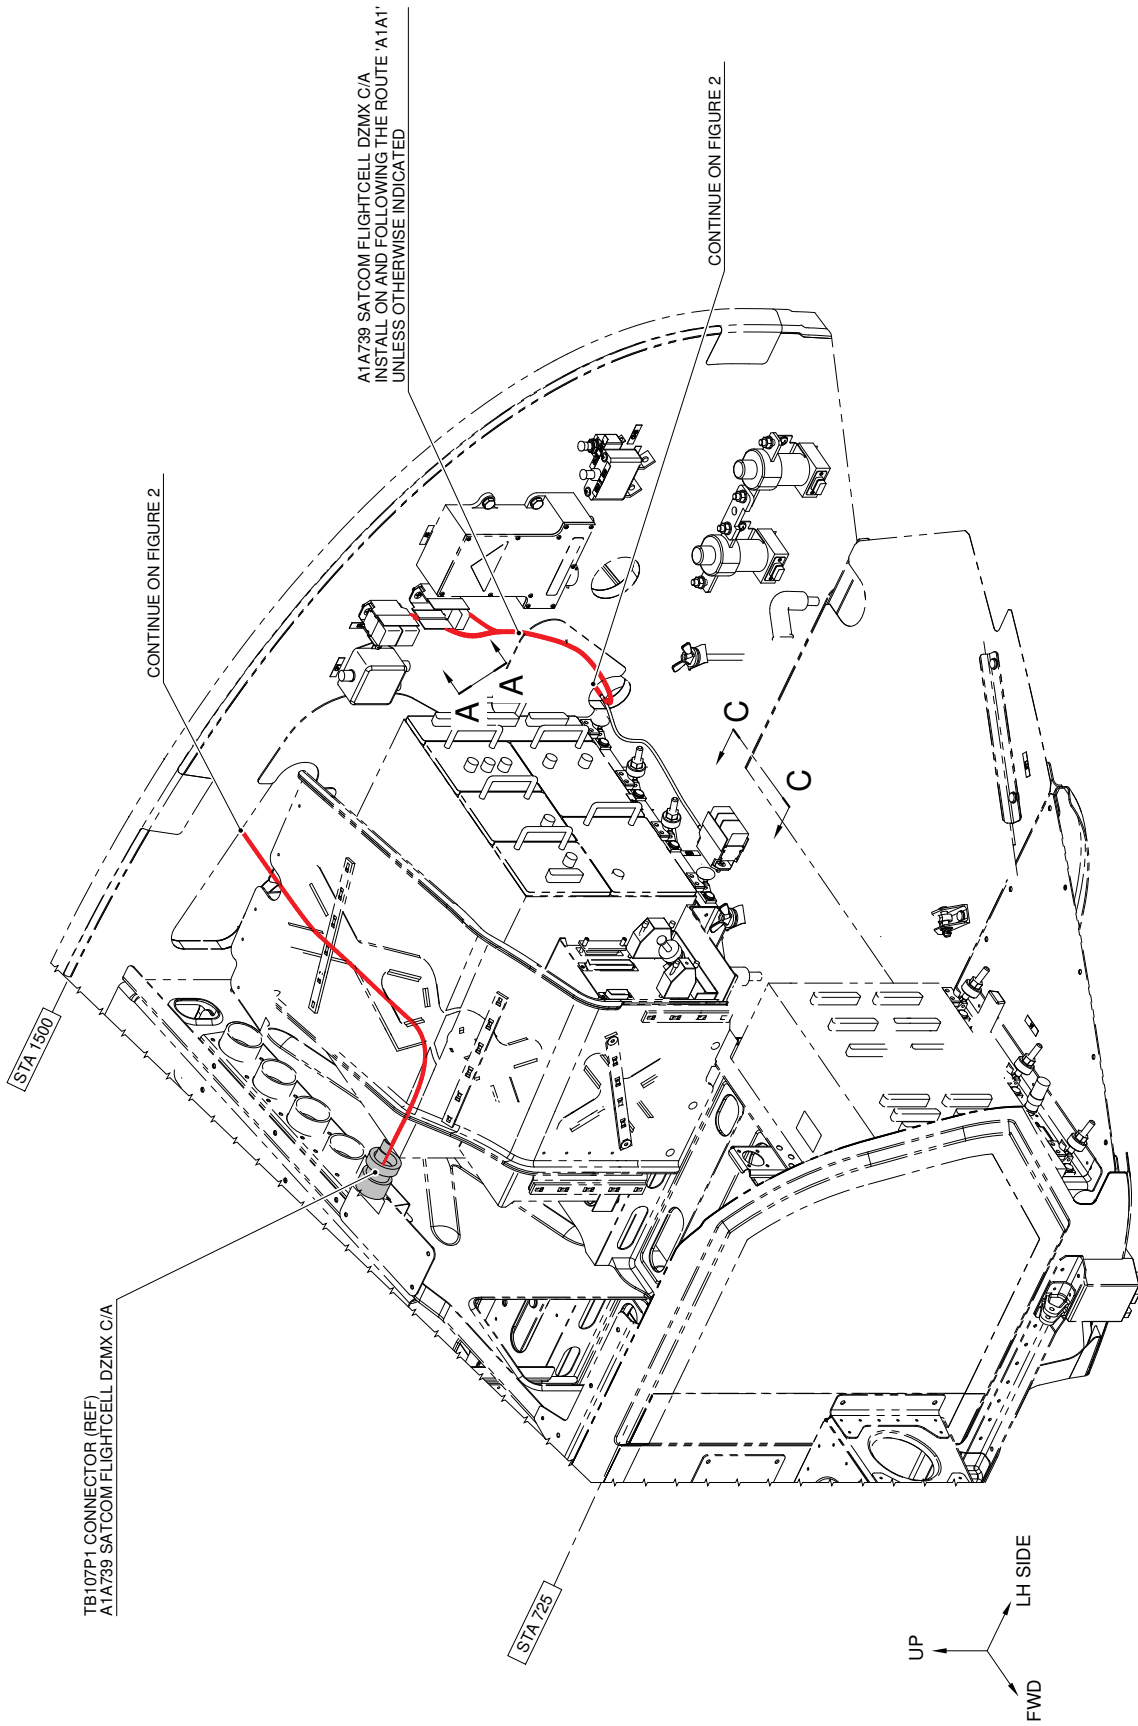 A1A739 SATCOM FLIGHTCELL DZMX C/A
INSTALL ON AND FOLLOWING THE ROUTE 'A1A1'
UNLESS OTHERWISE INDICATED
CONTINUE ON FIGURE 2
CONTINUE ON FIGURE 2
STA 1500
A
A
C
C
TB107P1 CONNECTOR (REF)
A1A739 SATCOM FLIGHTCELL DZMX C/A
STA 725
UP
LH SIDE
FWD